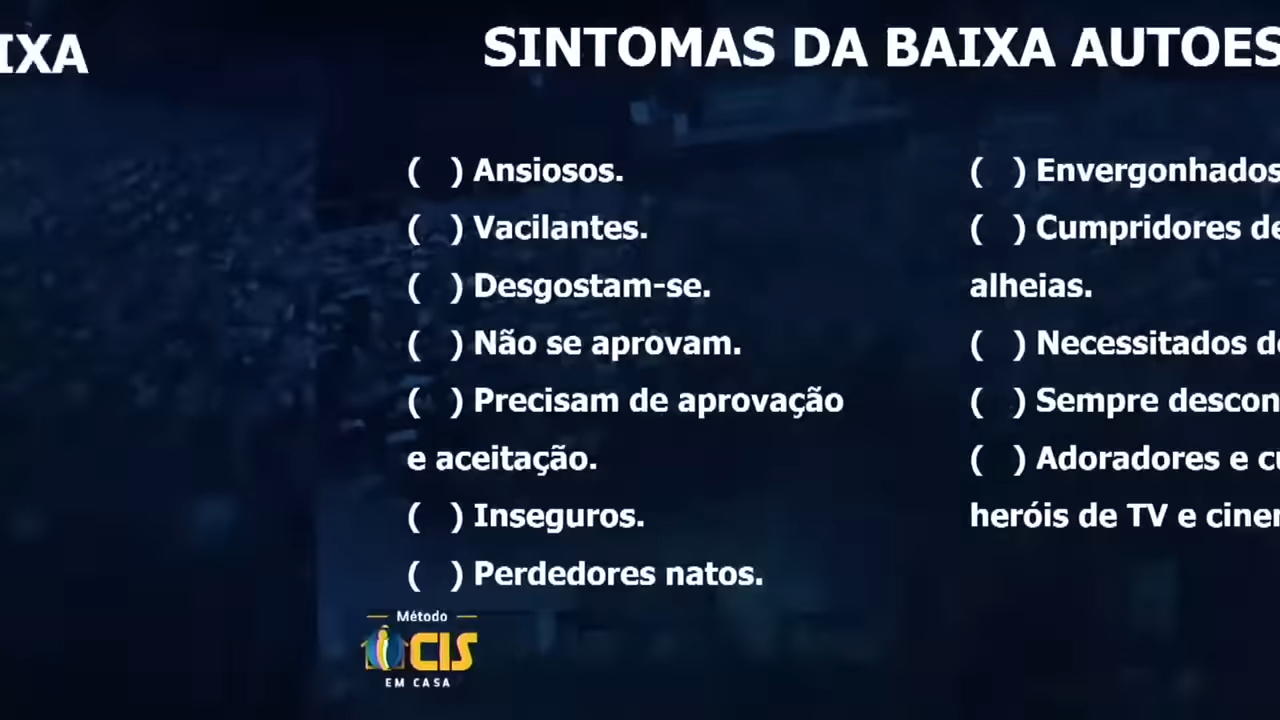 IXA
SINTOMAS DA BAIXA AUTOES
( ) Ansiosos.
( ) Vacilantes.
( ) Desgostam-se.
( ) Não se aprovam.
( ) Precisam de aprovação
e aceitação.
( ) Inseguros.
( ) Perdedores natos.
( ) Envergonhados
( ) Cumpridores de
alheias.
( ) Necessitados de
( ) Sempre descon
( ) Adoradores e cu
heróis de TV e cinem
Método
CIS
EM CASA